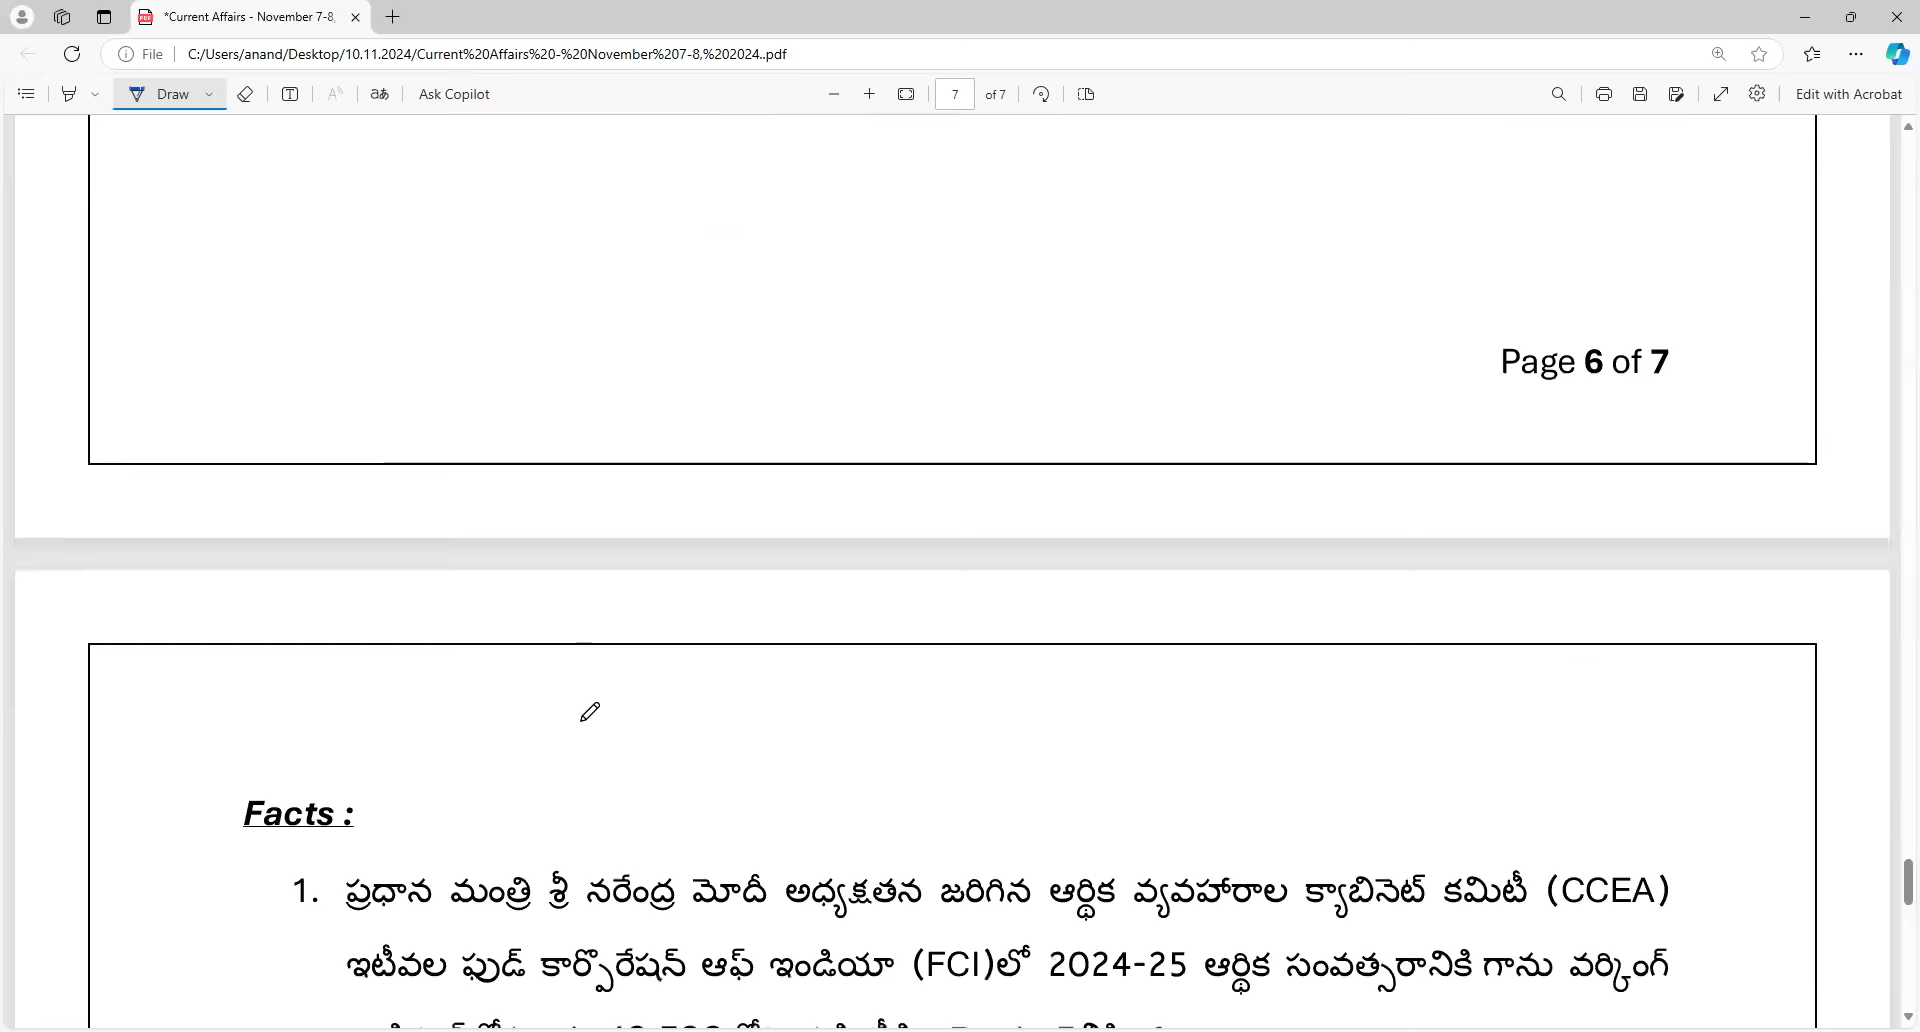 *Current Affairs - November 7-8,
File
C:/Users/anand/Desktop/10.11.2024/Current%20Affairs%20-%20November%207-8,%202024..pdf
Draw
aあ
Ask Copilot
7 of 7
Edit with Acrobat
Page 6 of 7
Facts :
1. ప్రధాన మంత్రి శ్రీ నరేంద్ర మోదీ అధ్యక్షతన జరిగిన ఆర్థిక వ్యవహారాల క్యాబినెట్ కమిటీ (CCEA)
ఇటీవల ఫుడ్ కార్పొరేషన్ ఆఫ్ ఇండియా (FCI)లో 2024-25 ఆర్థిక సంవత్సరానికి గాను వర్కింగ్